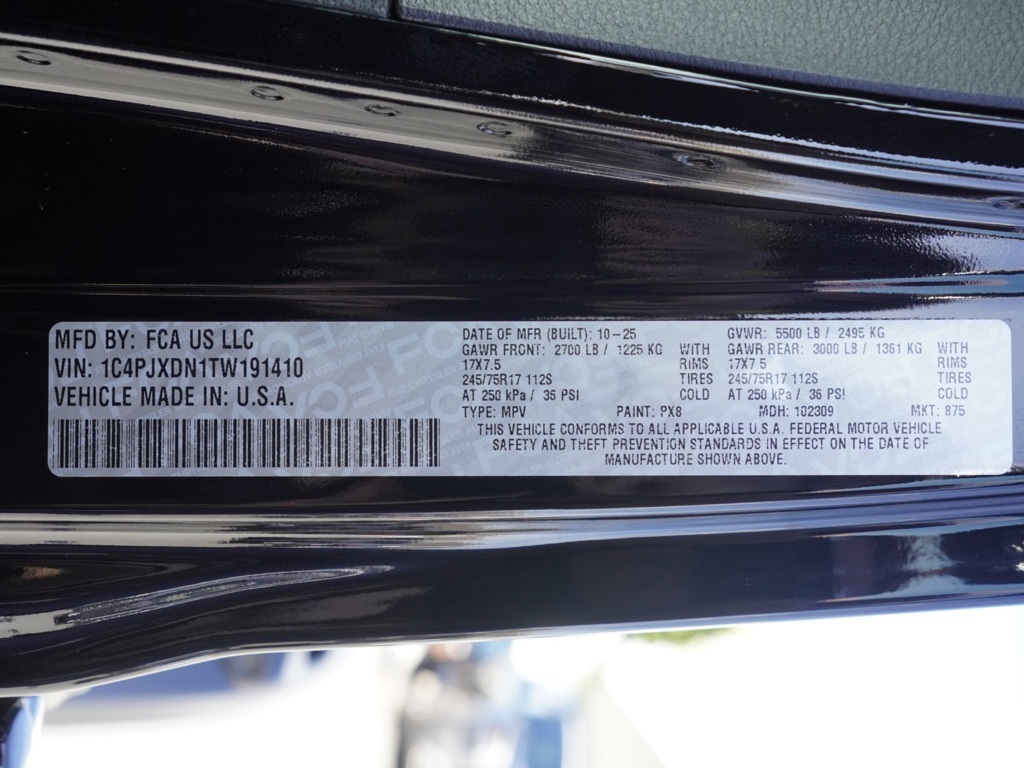 MFD BY: FCA US LLC
VIN: 1C4PJXDN1TW191410
VEHICLE MADE IN: U.S.A.
DATE OF MFR (BUILT): 10-25 GVWR: 5500 LB / 2495 KG
GAWR FRONT: 2700 LB / 1225 KG WITH GAWR REAR: 3000 LB / 1361 KG WITH
17X7.5 RIMS 17X7.5 RIMS
245/75R17 112S TIRES 245/75R17 112S TIRES
AT 250 kPa / 36 PSI COLD AT 250 kPa / 36 PSI COLD
TYPE: MPV PAINT: PX8 MDH: 102309 MKT: 875
THIS VEHICLE CONFORMS TO ALL APPLICABLE U.S.A. FEDERAL MOTOR VEHICLE
SAFETY AND THEFT PREVENTION STANDARDS IN EFFECT ON THE DATE OF
MANUFACTURE SHOWN ABOVE.